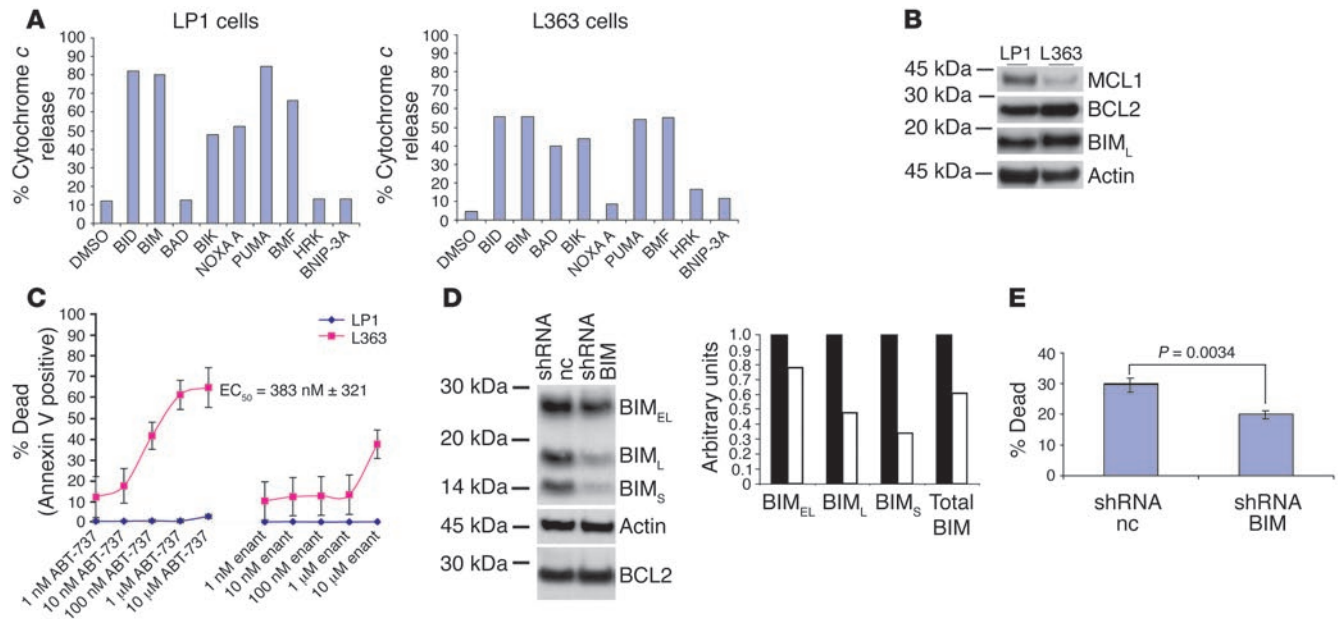 A
LP1 cells
% Cytochrome c
release
100
90
80
70
60
50
40
30
20
10
0
DMSO
BID
BIM
BAD
BIK
NOXA A
PUMA
BMF
HRK
BNIP-3A
L363 cells
% Cytochrome c
release
100
90
80
70
60
50
40
30
20
10
0
DMSO
BID
BIM
BAD
BIK
NOXA A
PUMA
BMF
HRK
BNIP-3A
B
LP1 L363
45 kDa
MCL1
30 kDa
BCL2
20 kDa
BIML
45 kDa
Actin
C
% Dead
(Annexin V positive)
100
90
80
70
60
50
40
30
20
10
0
LP1
L363
EC50 = 383 nM ± 321
1 nM ABT-737
10 nM ABT-737
100 nM ABT-737
1 μM ABT-737
10 μM ABT-737
1 nM enant
10 nM enant
100 nM enant
1 μM enant
10 μM enant
D
shRNA
nc
shRNA
BIM
30 kDa
BIMEL
20 kDa
BIML
14 kDa
BIMS
45 kDa
Actin
30 kDa
BCL2
Arbitrary units
1.0
0.9
0.8
0.7
0.6
0.5
0.4
0.3
0.2
0.1
0
BIMEL
BIML
BIMS
Total
BIM
E
% Dead
40
30
20
10
0
P = 0.0034
shRNA
nc
shRNA
BIM